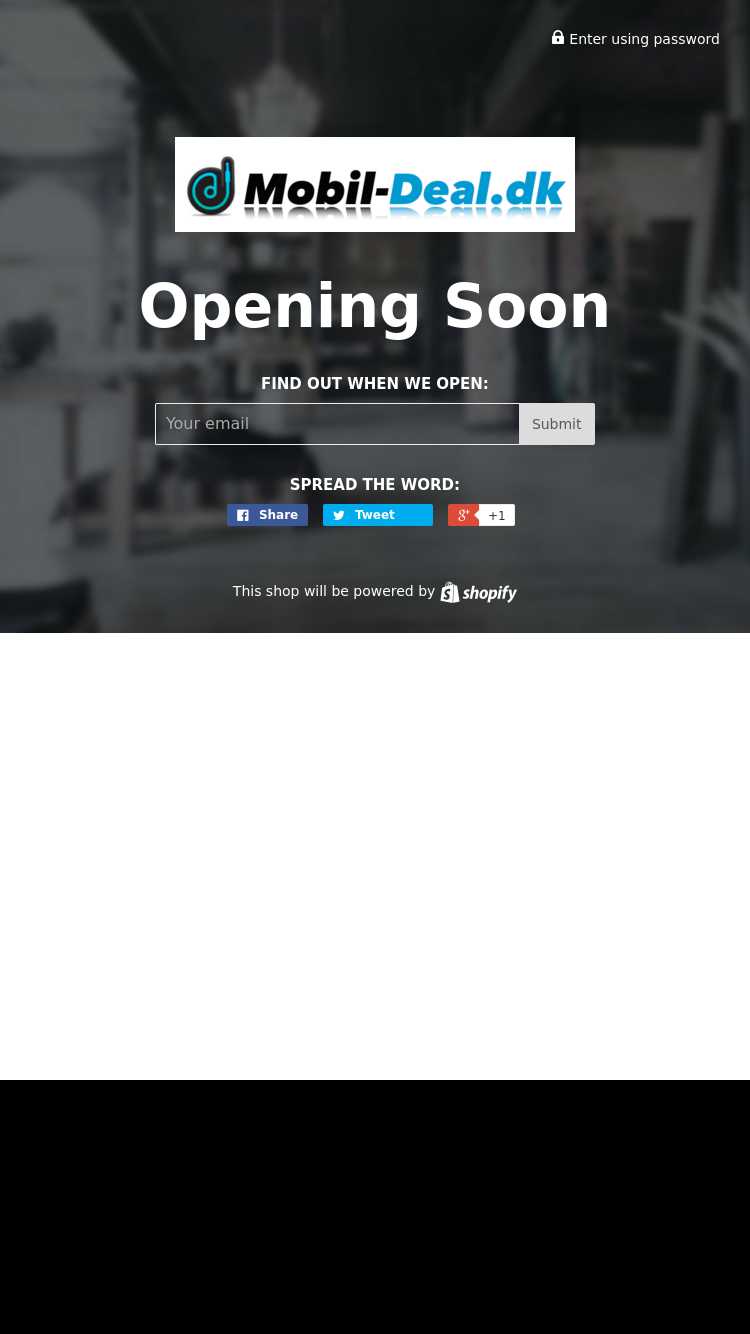 Enter using password
Mobil-Deal.dk
Opening Soon
FIND OUT WHEN WE OPEN:
Your email
Submit
SPREAD THE WORD:
Share
Tweet
g+ +1
This shop will be powered by shopify